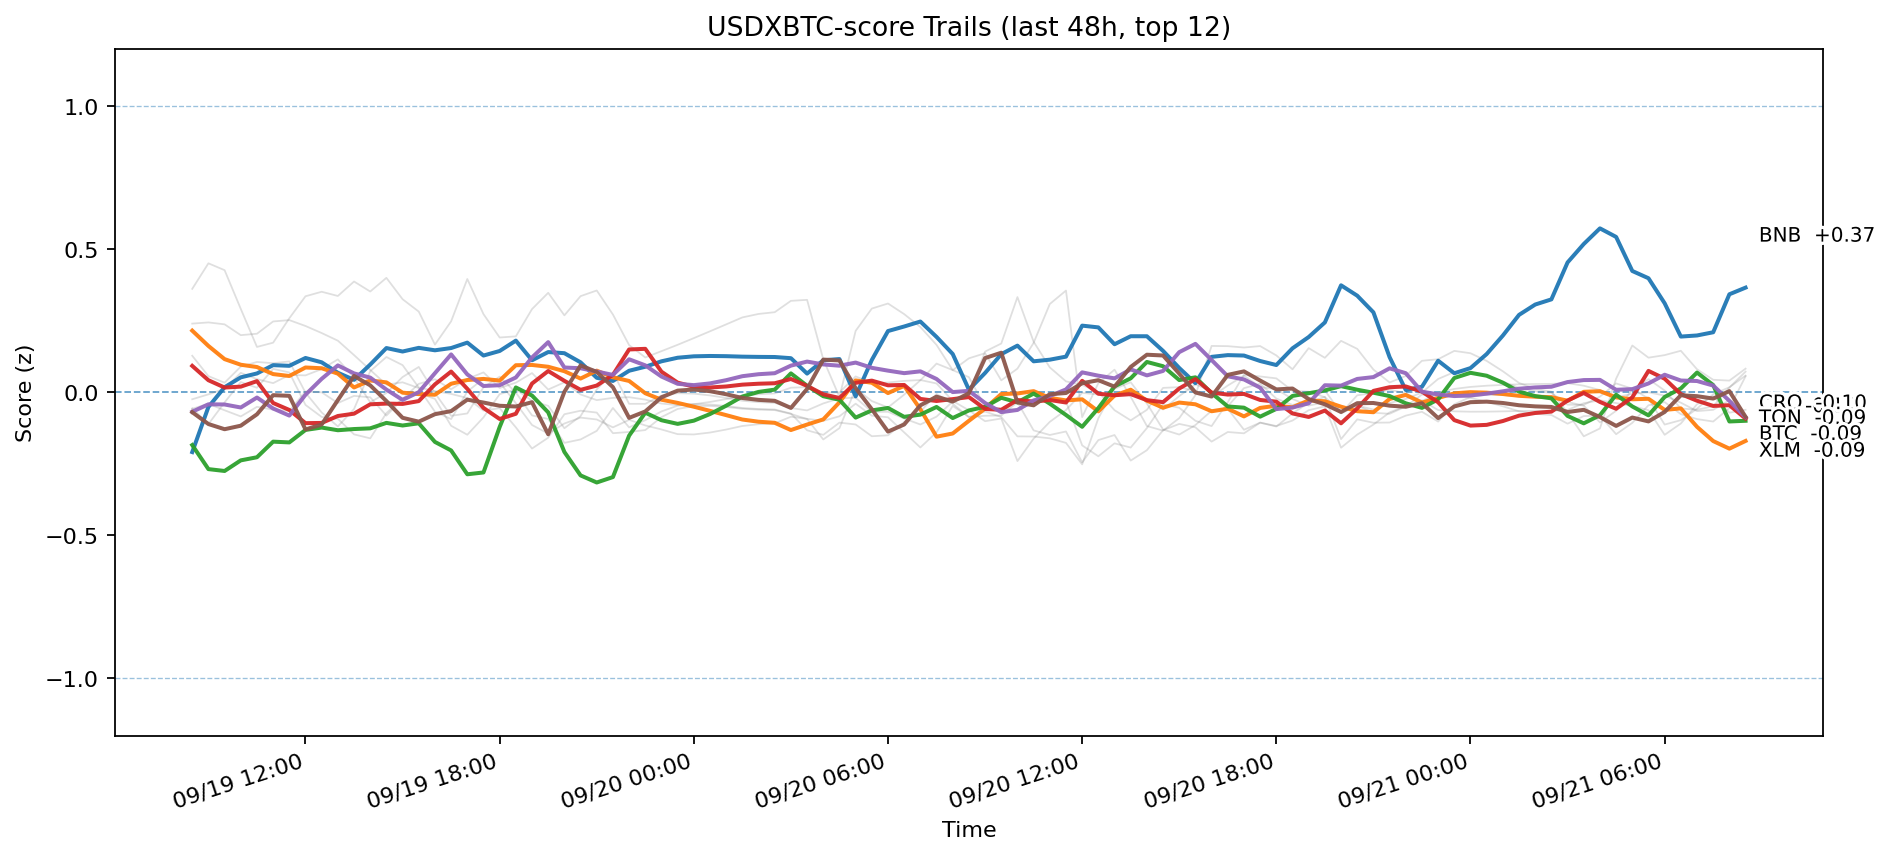 USDXBTC-score Trails (last 48h, top 12)
Score (z)
1.0
0.5
0.0
−0.5
−1.0
BNB +0.37
CRO -0.10
TON -0.09
BTC -0.09
XLM -0.09
09/19 12:00
09/19 18:00
09/20 00:00
09/20 06:00
09/20 12:00
09/20 18:00
09/21 00:00
09/21 06:00
Time